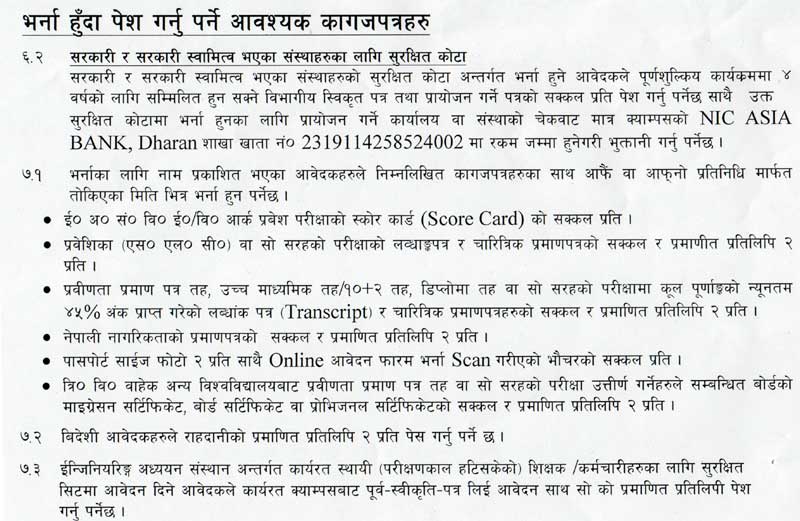 भर्ना हुँदा पेश गर्नु पर्ने आवश्यक कागजपत्रहरु
६.२ सरकारी र सरकारी स्वामित्व भएका संस्थाहरुका लागि सुरक्षित कोटा
सरकारी र सरकारी स्वामित्व भएका संस्थाहरुको सुरक्षित कोटा अन्तर्गत भर्ना हुने आवेदकले पूर्णशुल्किय कार्यक्रममा ४
वर्षको लागि सम्मिलित हुन सक्ने विभागीय स्विकृत पत्र तथा प्रायोजन गर्ने पत्रको सक्कल प्रति पेश गर्नु पर्नेछ साथै उक्त
सुरक्षित कोटामा भर्ना हुनका लागि प्रायोजन गर्ने कार्यालय वा संस्थाको चेकबाट मात्र क्याम्पसको NIC ASIA
BANK, Dharan शाखा खाता नं० 2319114258524002 मा रकम जम्मा हुनेगरी भुक्तानी गर्नु पर्नेछ ।
७.१ भर्नाका लागि नाम प्रकाशित भएका आवेदकहरुले निम्नलिखित कागजपत्रहरुका साथ आफैं वा आफ्नो प्रतिनिधि मार्फत
तोकिएका मिति भित्र भर्ना हुन पर्नेछ ।
• ई० अ० सं० वि० ई०/वि० आर्क प्रबेश परीक्षाको स्कोर कार्ड (Score Card) को सक्कल प्रति ।
• प्रवेशिका (एस० एल० सी०) वा सो सरहको परीक्षाको लब्धाङ्कपत्र र चारित्रिक प्रमाणपत्रको सक्कल र प्रमाणीत प्रतिलिपि २
प्रति ।
• प्रवीणता प्रमाण पत्र तह, उच्च माध्यमिक तह/१०+२ तह, डिप्लोमा तह वा सो सरहको परीक्षामा कूल पूर्णाङ्कको न्यूनतम
४५% अंक प्राप्त गरेको लब्धांक पत्र (Transcript) र चारित्रिक प्रमाणपत्रहरुको सक्कल र प्रमाणित प्रतिलिपि २ प्रति ।
• नेपाली नागरिकताको प्रमाणपत्रको सक्कल र प्रमाणित प्रतिलिपि २ प्रति ।
• पासपोर्ट साईज फोटो २ प्रति साथै Online आवेदन फारम भर्ना Scan गरीएको भौचरको सक्कल प्रति ।
• त्रि० वि० वाहेक अन्य विश्वविद्यालयबाट प्रवीणता प्रमाण पत्र तह वा सो सरहको परीक्षा उत्तीर्ण गर्नेहरुले सम्बन्धित बोर्डको
माइग्रेसन सर्टिफिकेट, बोर्ड सर्टिफिकेट वा प्रोभिजनल सर्टिफिकेटको सक्कल र प्रमाणित प्रतिलिपि २ प्रति ।
७.२ विदेशी आवेदकहरुले राहदानीको प्रमाणित प्रतिलिपि २ प्रति पेस गर्नु पर्ने छ ।
७.३ ईन्जिनियरिङ्ग अध्ययन संस्थान अन्तर्गत कार्यरत स्थायी (परीक्षणकाल हटिसकेको) शिक्षक /कर्मचारीहरुका लागि सुरक्षित
सिटमा आवेदन दिने आवेदकले कार्यरत क्याम्पसबाट पूर्व-स्वीकृति-पत्र लिई आवेदन साथ सो को प्रमाणित प्रतिलिपी पेश
गर्नु पर्नेछ ।